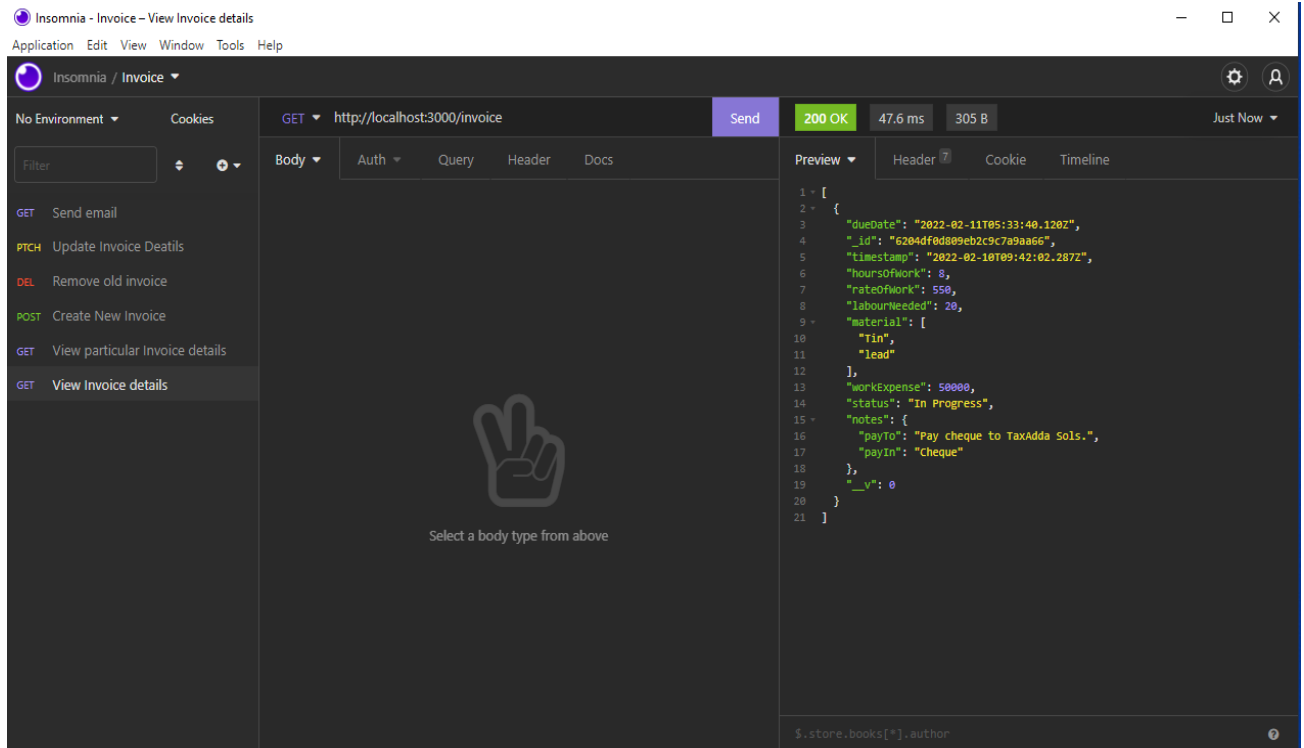 Insomnia - Invoice – View Invoice details
Application Edit View Window Tools Help
Insomnia / Invoice
No Environment Cookies
GET http://localhost:3000/invoice Send
200 OK 47.6 ms 305 B Just Now
Filter
Body Auth Query Header Docs
Preview Header 7 Cookie Timeline
GET Send email
PTCH Update Invoice Deatils
DEL Remove old invoice
POST Create New Invoice
GET View particular Invoice details
GET View Invoice details
Select a body type from above
1 [
2 {
3 "dueDate": "2022-02-11T05:33:40.120Z",
4 "_id": "6204df0d809eb2c9c7a9aa66",
5 "timestamp": "2022-02-10T09:42:02.287Z",
6 "hoursOfWork": 8,
7 "rateOfWork": 550,
8 "labourNeeded": 20,
9 "material": [
10 "Tin",
11 "lead"
12 ],
13 "workExpense": 50000,
14 "status": "In Progress",
15 "notes": {
16 "payTo": "Pay cheque to TaxAdda Sols.",
17 "payIn": "Cheque"
18 },
19 "__v": 0
20 }
21 ]
$.store.books[*].author